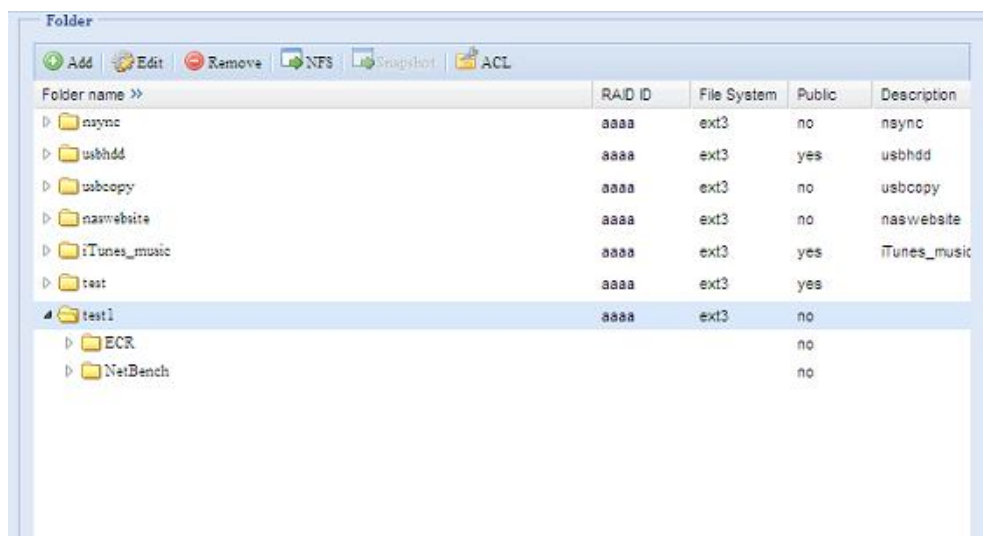 Folder
Add Edit Remove NFS Snapshot ACL
Folder name » RAID ID File System Public Description
nsync aaaa ext3 no nsync
usbhdd aaaa ext3 yes usbhdd
usbcopy aaaa ext3 no usbcopy
naswebsite aaaa ext3 no naswebsite
iTunes_music aaaa ext3 yes iTunes_music
test aaaa ext3 yes
test1 aaaa ext3 no
ECR no
NetBench no